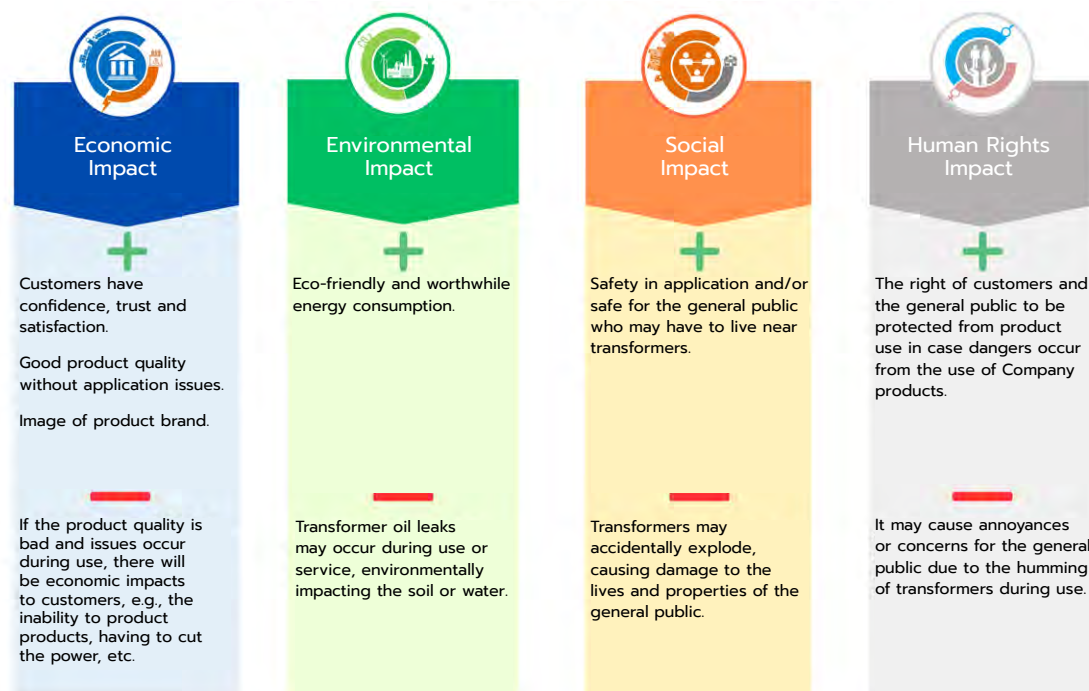 Economic
Impact
Customers have
confidence, trust and
satisfaction.
Good product quality
without application issues.
Image of product brand.
If the product quality is
bad and issues occur
during use, there will
be economic impacts
to customers, e.g., the
inability to product
products, having to cut
the power, etc.
Environmental
Impact
Eco-friendly and worthwhile
energy consumption.
Transformer oil leaks
may occur during use or
service, environmentally
impacting the soil or water.
Social
Impact
Safety in application and/or
safe for the general public
who may have to live near
transformers.
Transformers may
accidentally explode,
causing damage to the
lives and properties of the
general public.
Human Rights
Impact
The right of customers and
the general public to be
protected from product
use in case dangers occur
from the use of Company
products.
It may cause annoyances
or concerns for the general
public due to the humming
of transformers during use.